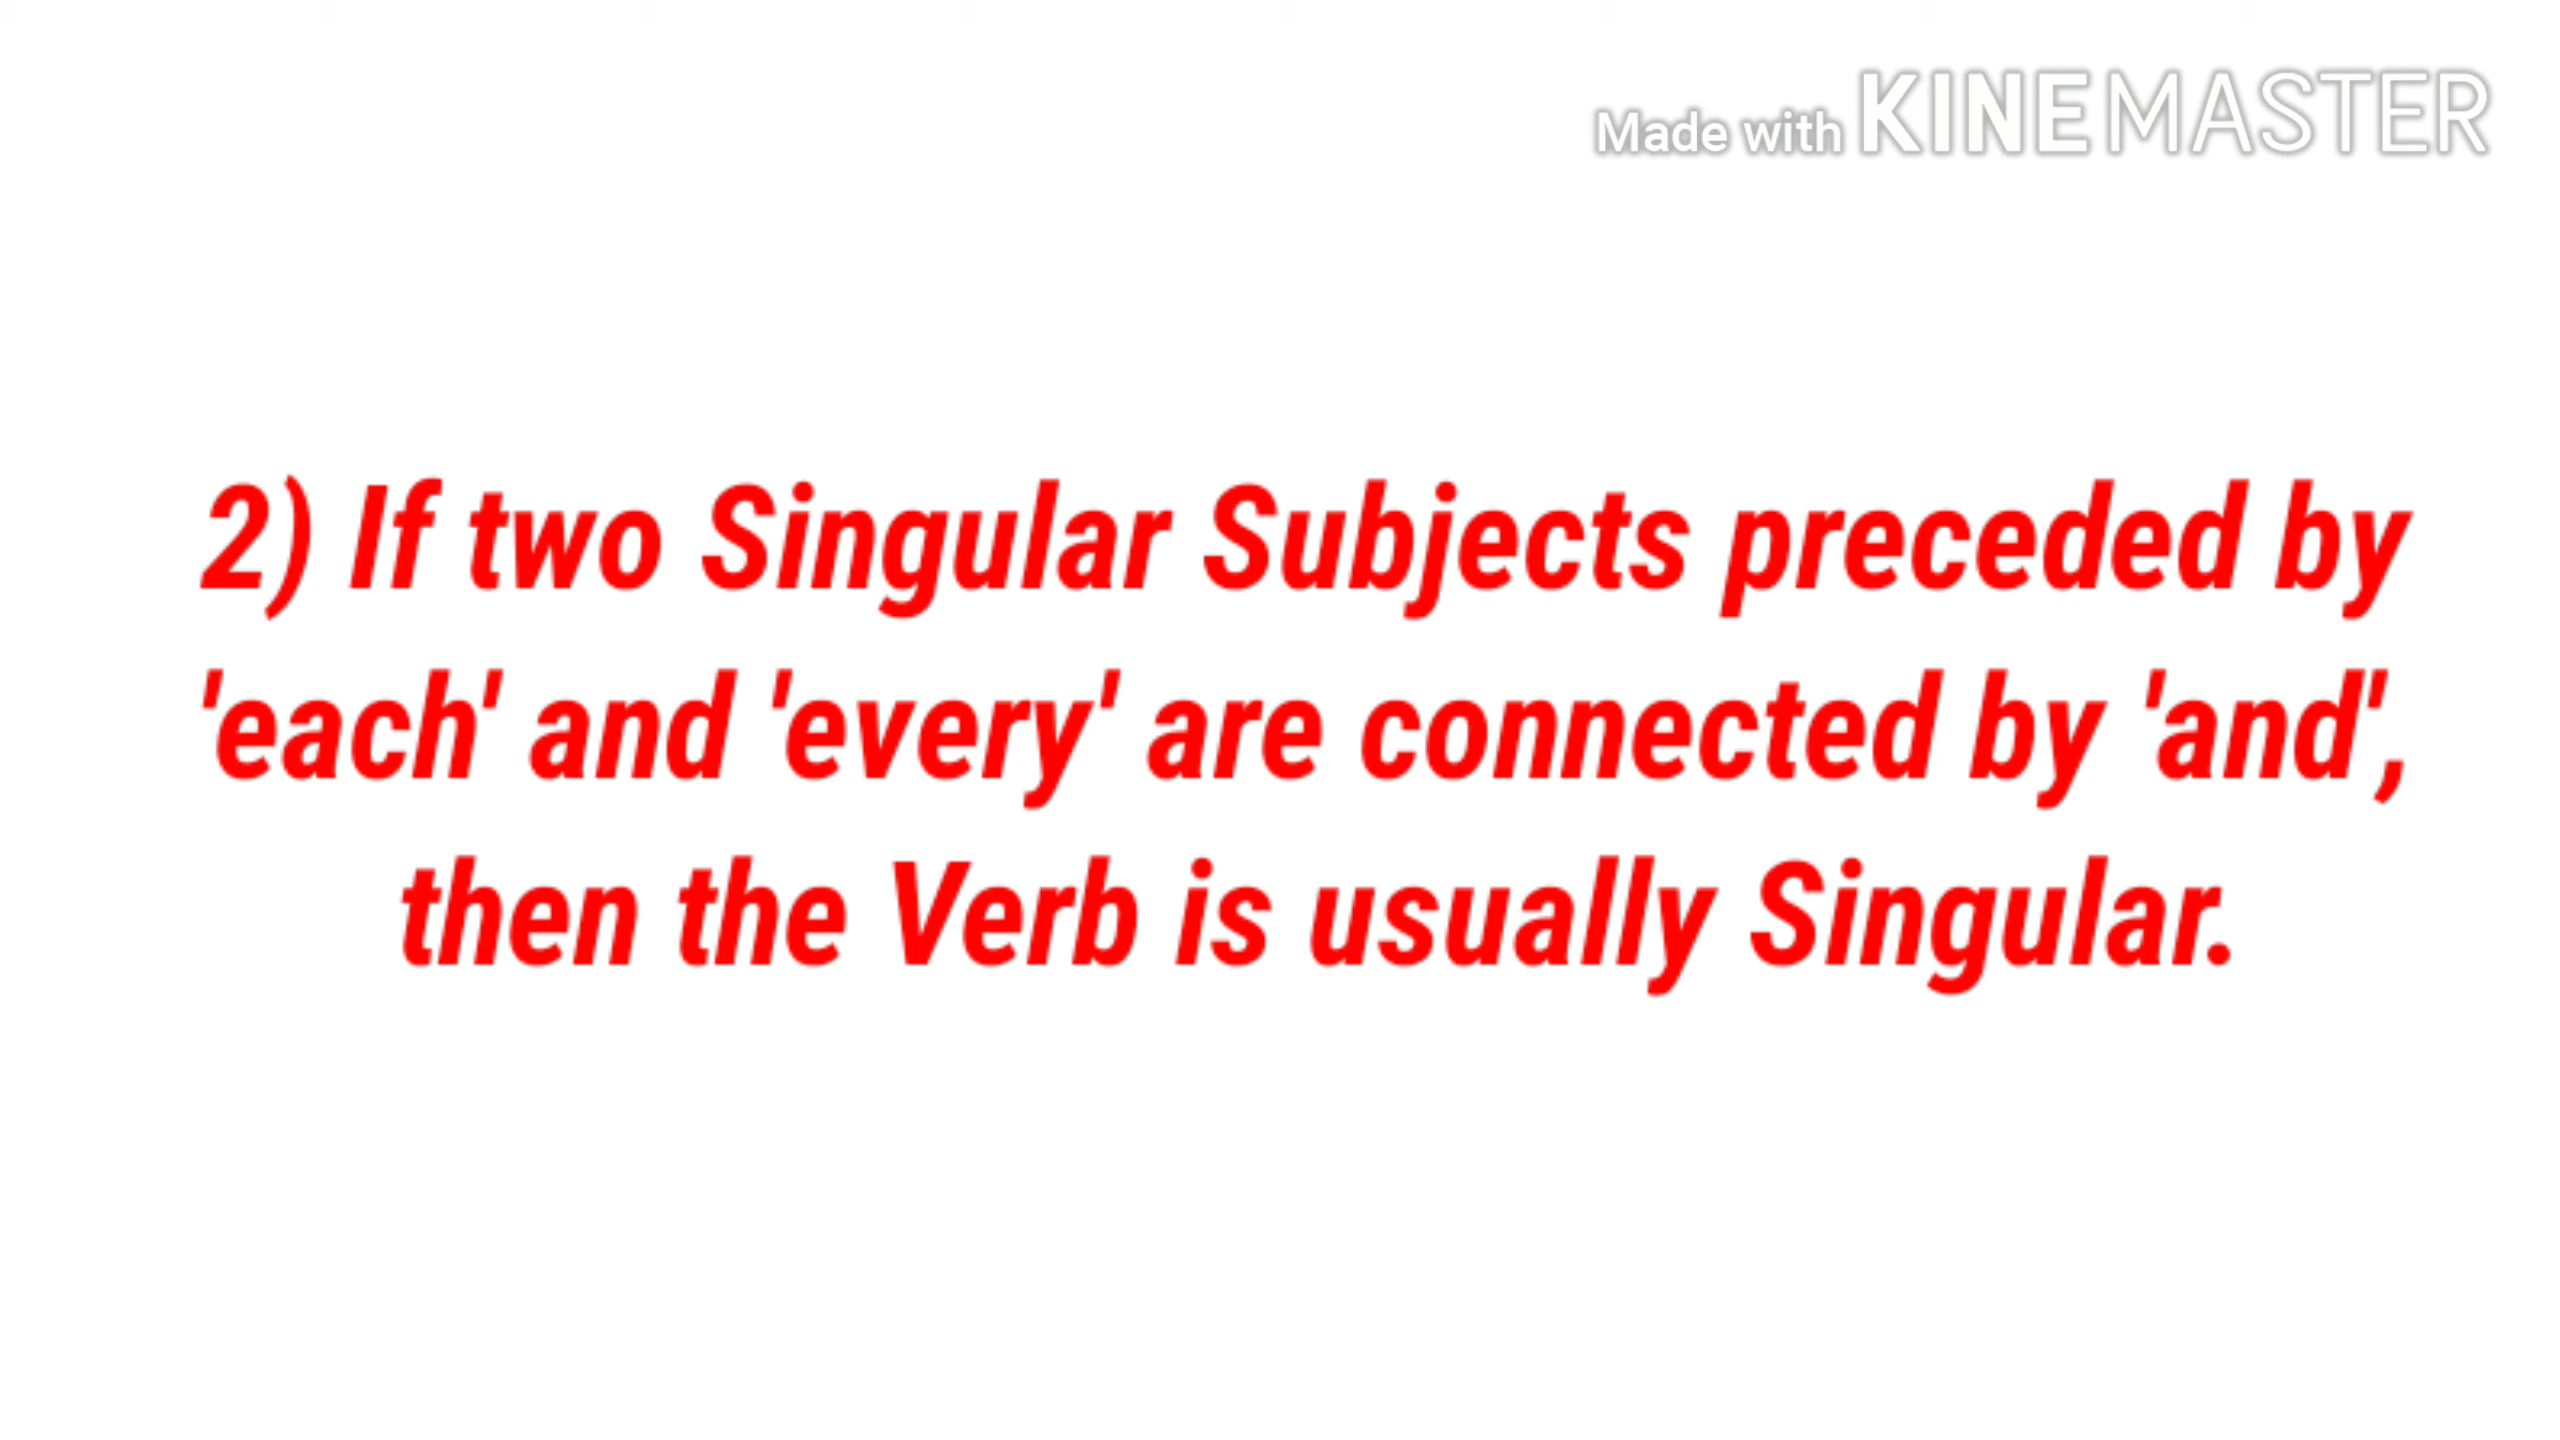 Made with KINEMASTER
2) If two Singular Subjects preceded by
'each' and 'every' are connected by 'and',
then the Verb is usually Singular.